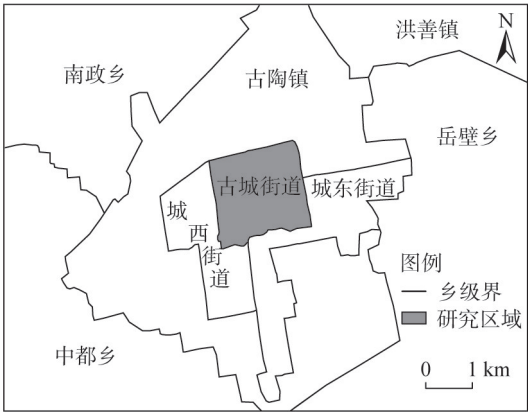 洪善镇
N
南政乡
古陶镇
岳壁乡
古城街道
城东街道
城西街道
图例
乡级界
研究区域
中都乡
0 1 km